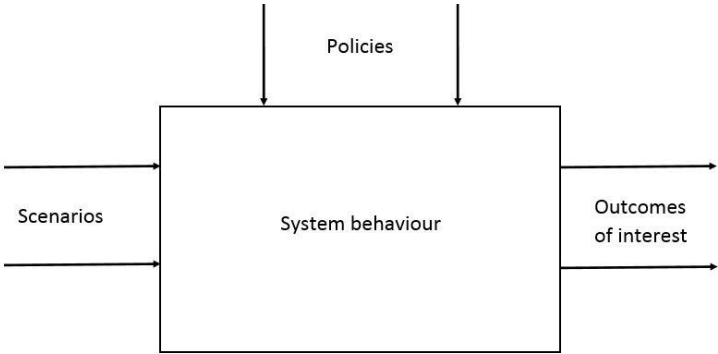 Policies
Scenarios
System behaviour
Outcomes
of interest